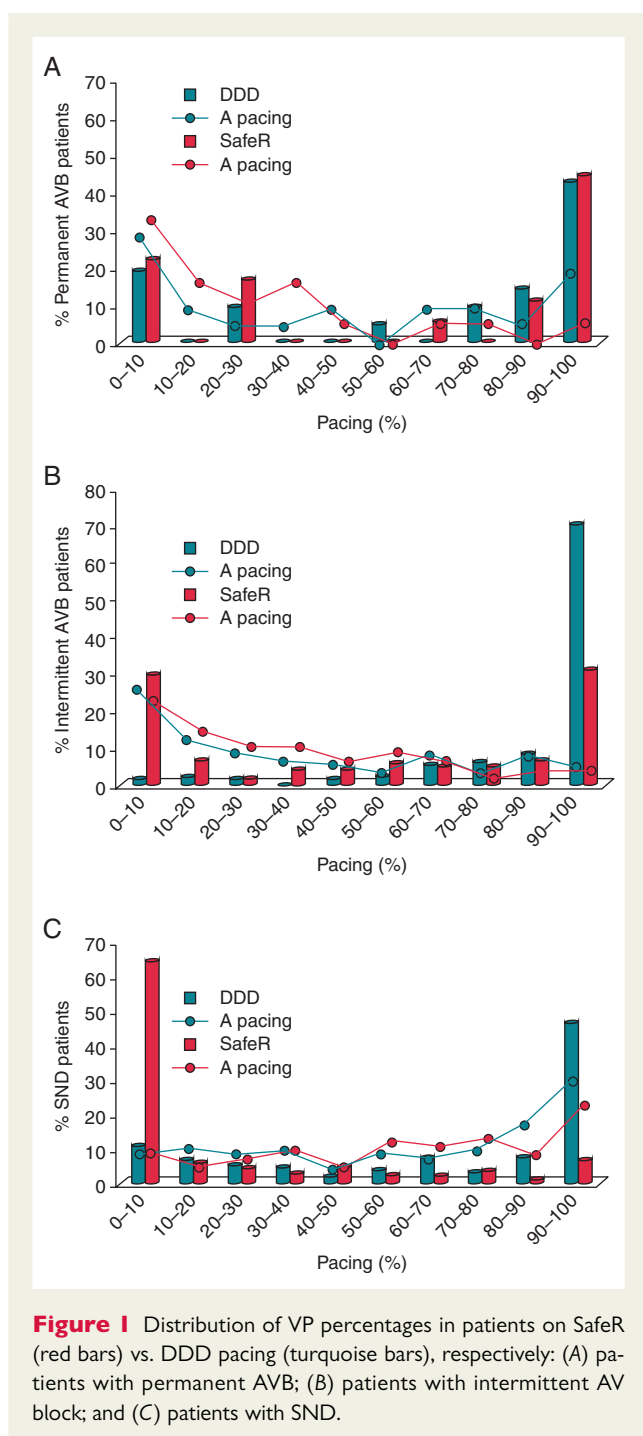 A
% Permanent AVB patients
70
60
50
40
30
20
10
0
DDD
A pacing
SafeR
A pacing
0–10
10–20
20–30
30–40
40–50
50–60
60–70
70–80
80–90
90–100
Pacing (%)
B
% Intermittent AVB patients
80
70
60
50
40
30
20
10
0
DDD
A pacing
SafeR
A pacing
0–10
10–20
20–30
30–40
40–50
50–60
60–70
70–80
80–90
90–100
Pacing (%)
C
% SND patients
70
60
50
40
30
20
10
0
DDD
A pacing
SafeR
A pacing
0–10
10–20
20–30
30–40
40–50
50–60
60–70
70–80
80–90
90–100
Pacing (%)
Figure 1 Distribution of VP percentages in patients on SafeR
(red bars) vs. DDD pacing (turquoise bars), respectively: (A) pa-
tients with permanent AVB; (B) patients with intermittent AV
block; and (C) patients with SND.